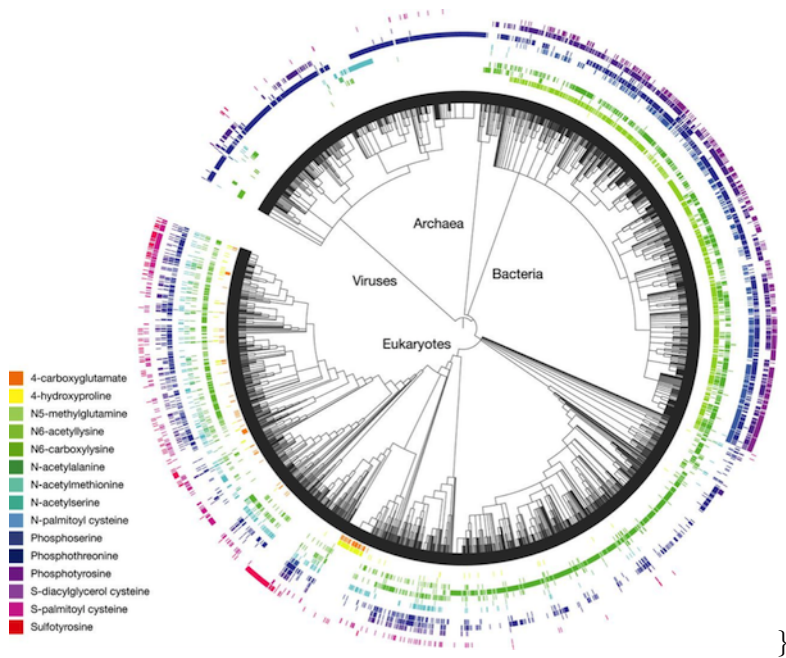 Archaea
Viruses
Bacteria
Eukaryotes
4-carboxyglutamate
4-hydroxyproline
N5-methylglutamine
N6-acetyllysine
N6-carboxylysine
N-acetylalanine
N-acetylmethionine
N-acetylserine
N-palmitoyl cysteine
Phosphoserine
Phosphothreonine
Phosphotyrosine
S-diacylglycerol cysteine
S-palmitoyl cysteine
Sulfotyrosine
}